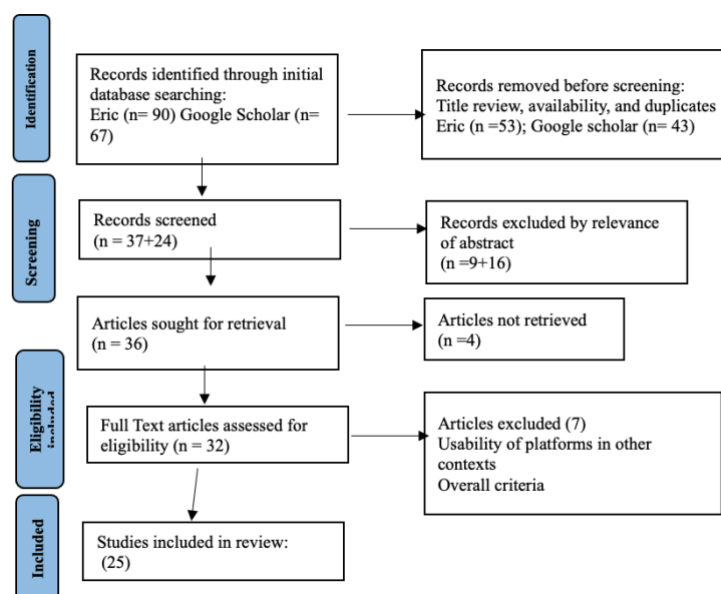 Identification
Records identified through initial
database searching:
Eric (n= 90) Google Scholar (n=
67)
Records removed before screening:
Title review, availability, and duplicates
Eric (n =53); Google scholar (n= 43)
Screening
Records screened
(n = 37+24)
Records excluded by relevance
of abstract
(n =9+16)
Articles sought for retrieval
(n = 36)
Articles not retrieved
(n =4)
Eligibility
included
Full Text articles assessed for
eligibility (n = 32)
Articles excluded (7)
Usability of platforms in other
contexts
Overall criteria
Included
Studies included in review:
(25)